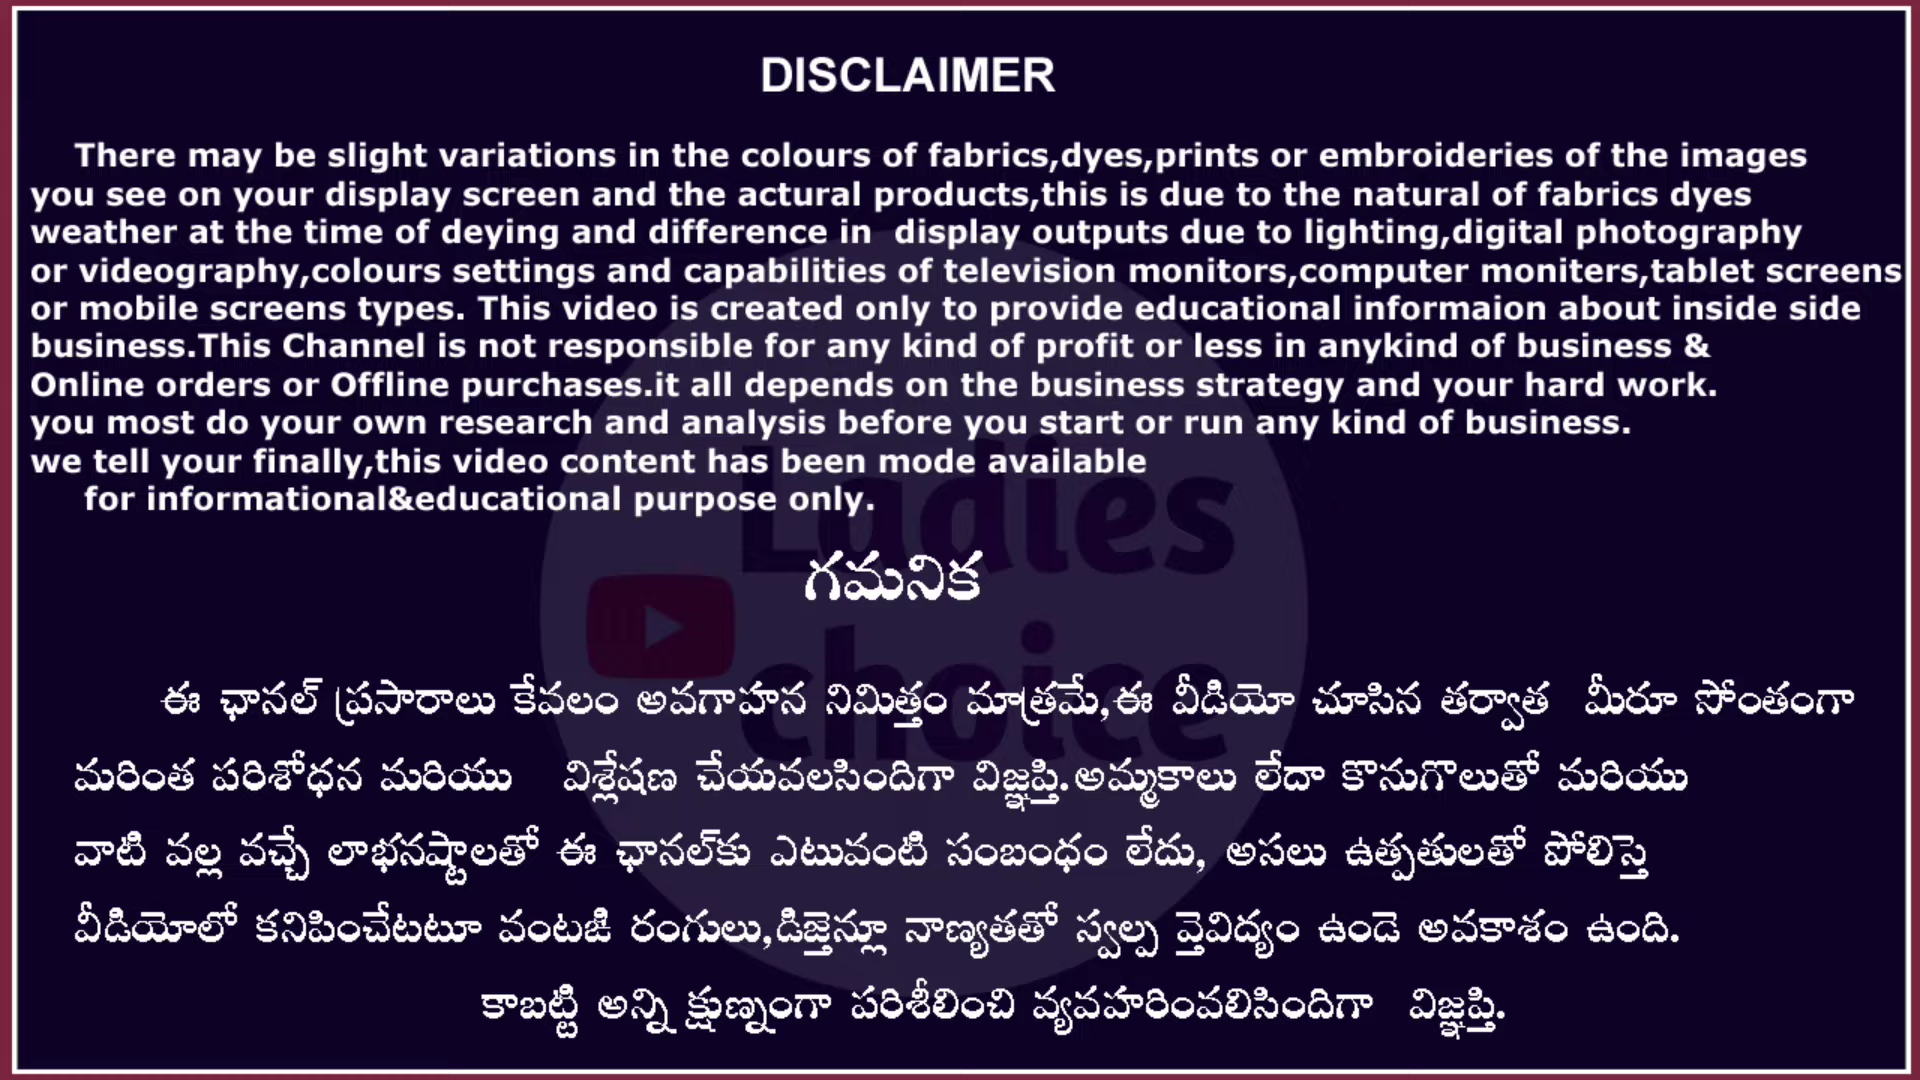 DISCLAIMER
There may be slight variations in the colours of fabrics,dyes,prints or embroideries of the images
you see on your display screen and the actural products,this is due to the natural of fabrics dyes
weather at the time of deying and difference in display outputs due to lighting,digital photography
or videography,colours settings and capabilities of television monitors,computer moniters,tablet screens
or mobile screens types. This video is created only to provide educational informaion about inside side
business.This Channel is not responsible for any kind of profit or less in anykind of business &
Online orders or Offline purchases.it all depends on the business strategy and your hard work.
you most do your own research and analysis before you start or run any kind of business.
we tell your finally,this video content has been mode available
for informational&educational purpose only.
Ladies
గమనిక
choice
ఈ ఛానల్ ప్రసారాలు కేవలం అవగాహన నిమిత్తం మాత్రమే,ఈ వీడియో చూసిన తర్వాత మీరూ సోంతంగా
మరింత పరిశోధన మరియు విశ్లేషణ చేయవలసిందిగా విజ్ఞప్తి.అమ్మకాలు లేదా కొనుగొలుతో మరియు
వాటి వల్ల వచ్చే లాభనష్టాలతో ఈ ఛానల్‌కు ఎటువంటి సంబంధం లేదు, అసలు ఉత్పతులతో పోలిస్తె
వీడియోలో కనిపించేటటూ వంటఙి రంగులు,డిజైన్లూ నాణ్యతతో స్వల్ప వైవిద్యం ఉండె అవకాశం ఉంది.
కాబట్టి అన్ని క్షుణ్నంగా పరిశీలించి వ్యవహరింవలిసిందిగా విజ్ఞప్తి.